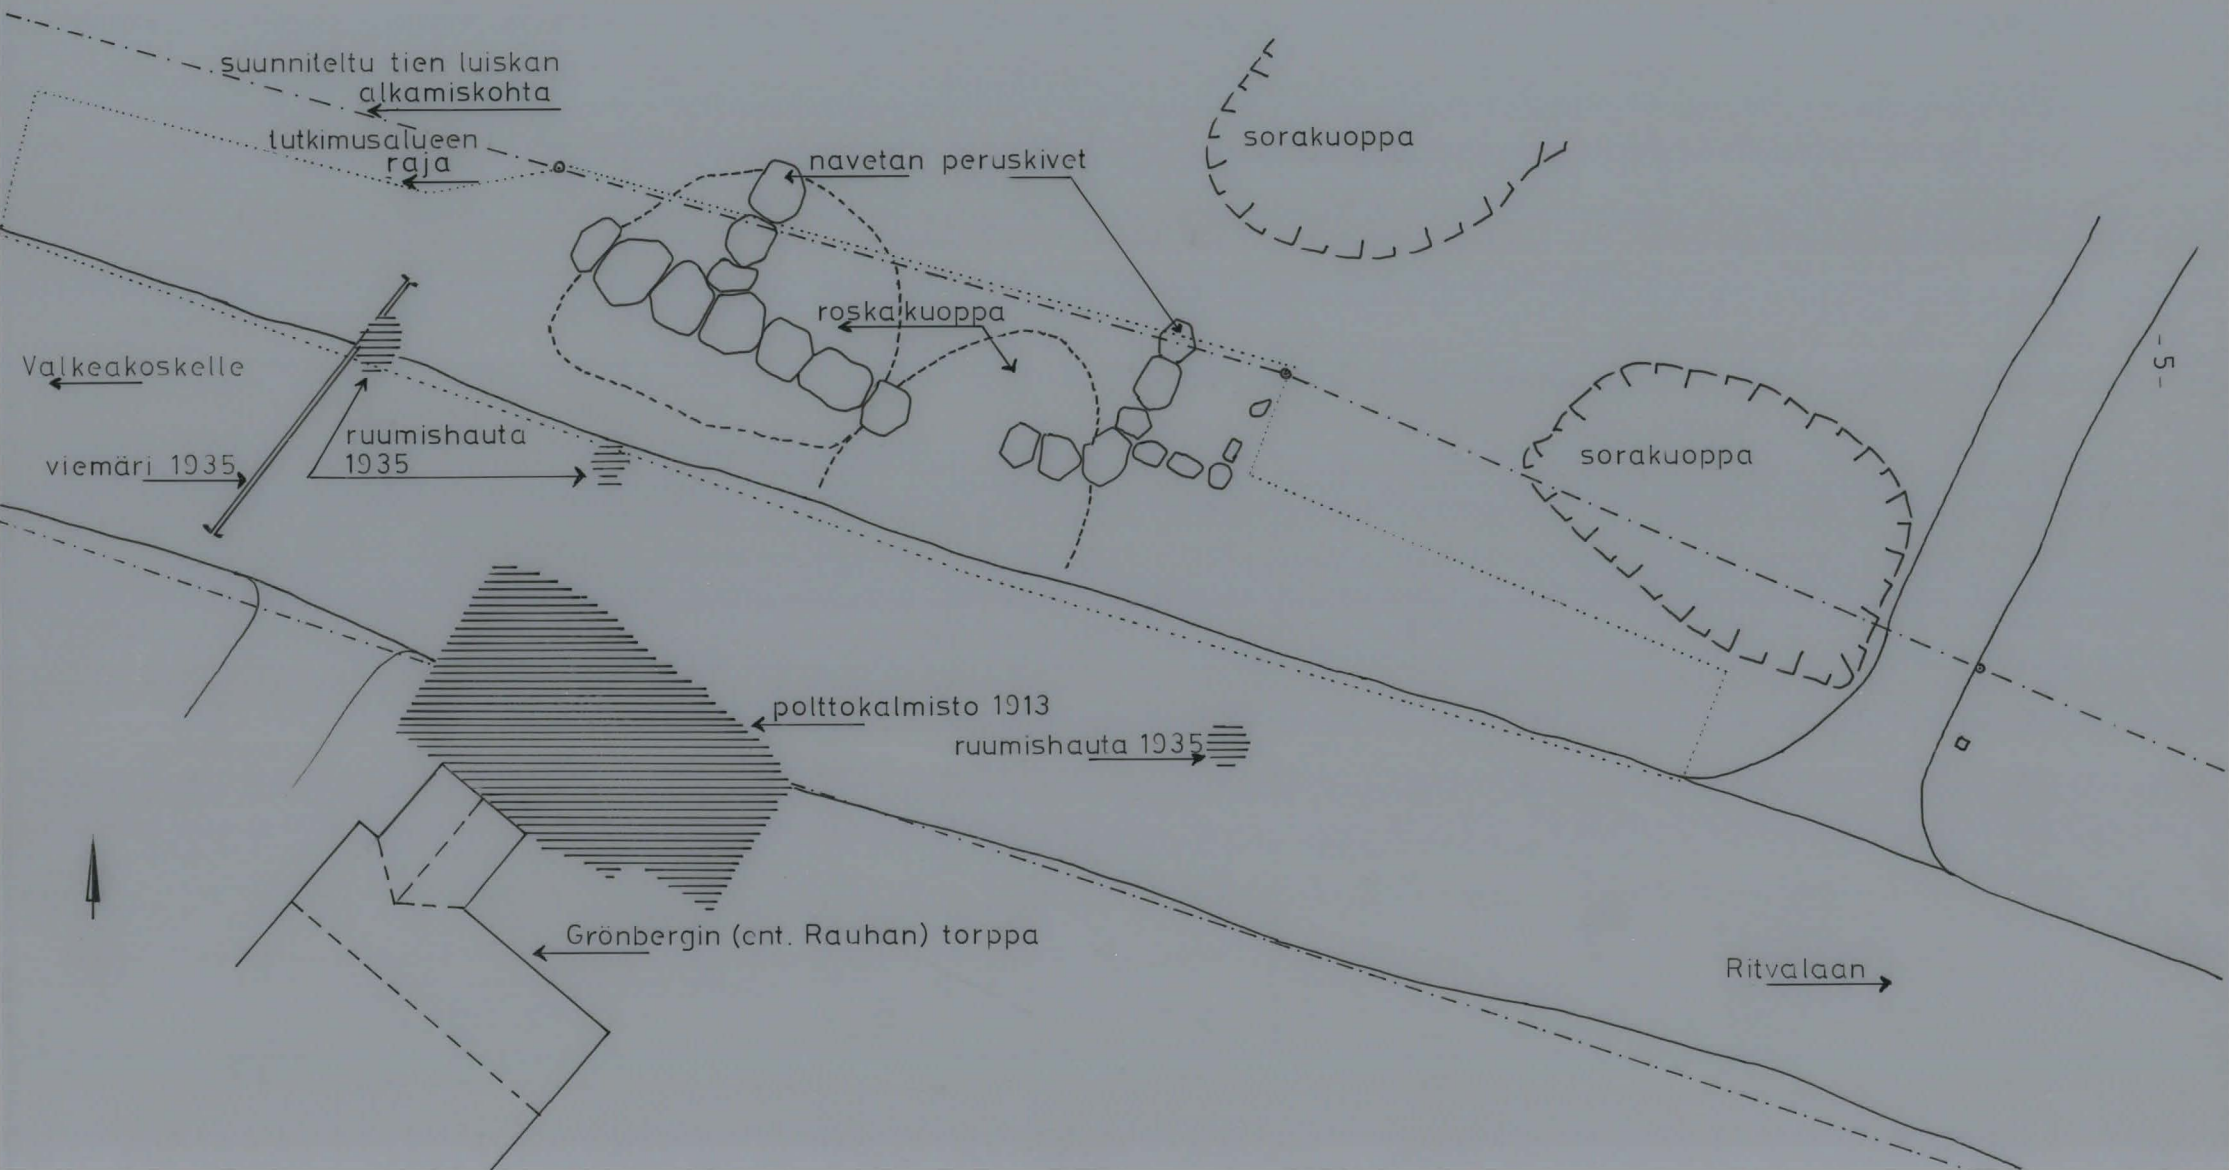 suunniteltu tien luiskan
alkamiskohta
tutkimusalueen
raja
navetan peruskivet
sorakuoppa
roskakuoppa
Valkeakoskelle
ruumishauta
1935
viemäri 1935
sorakuoppa
-5-
polttokalmisto 1913
ruumishauta 1935
Grönbergin (ent. Rauhan) torppa
Ritvalaan